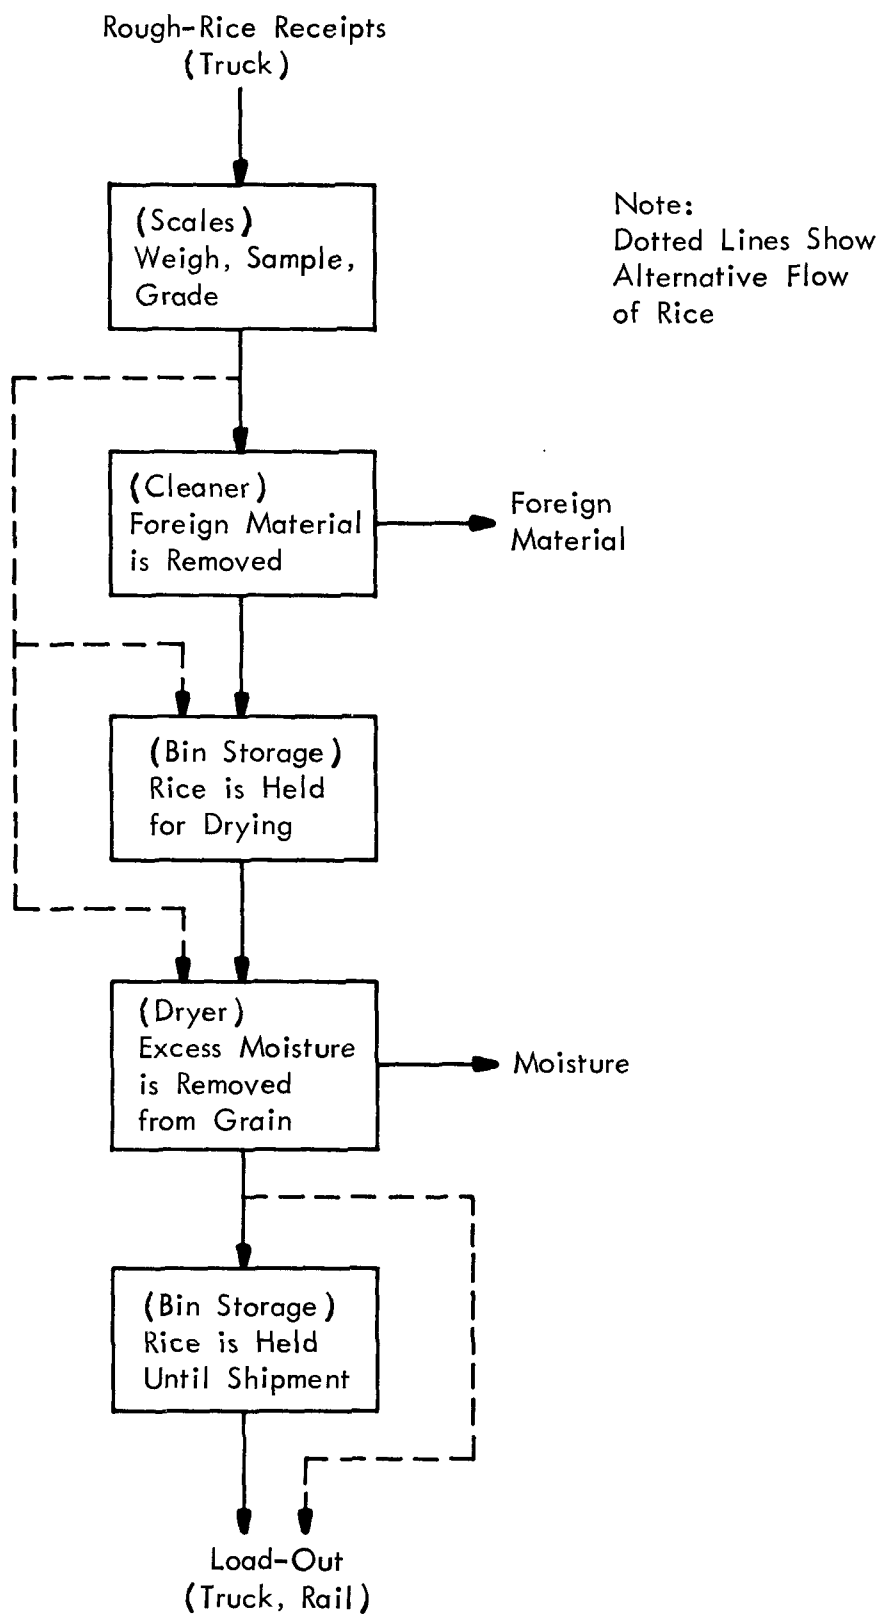 Rough-Rice Receipts
(Truck)
(Scales)
Weigh, Sample,
Grade
Note:
Dotted Lines Show
Alternative Flow
of Rice
(Cleaner)
Foreign Material
is Removed
Foreign
Material
(Bin Storage)
Rice is Held
for Drying
(Dryer)
Excess Moisture
is Removed
from Grain
Moisture
(Bin Storage)
Rice is Held
Until Shipment
Load-Out
(Truck, Rail)